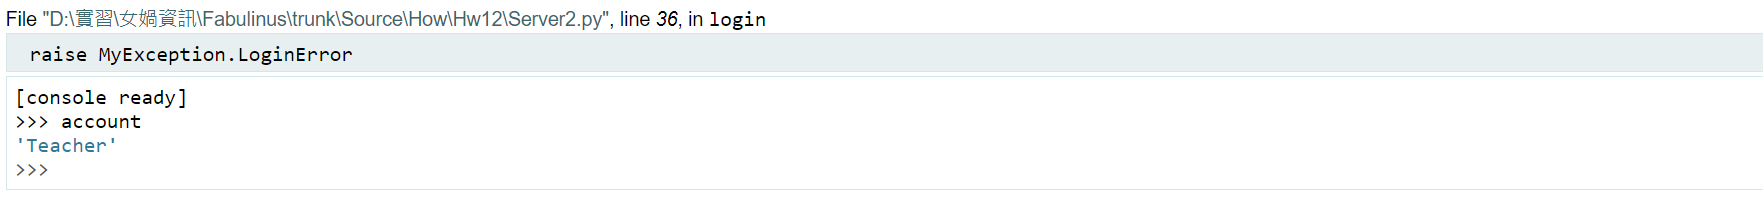 File "D:\實習\女媧資訊\Fabulinus\trunk\Source\How\Hw12\Server2.py", line 36, in login
raise MyException.LoginError
[console ready]
>>> account
'Teacher'
>>>